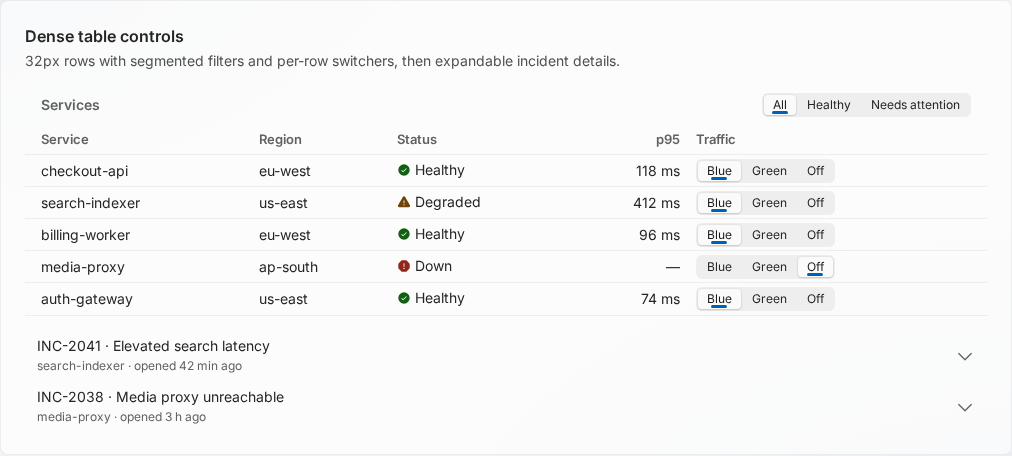 Dense table controls
32px rows with segmented filters and per-row switchers, then expandable incident details.
Services All Healthy Needs attention
Service Region Status p95 Traffic
checkout-api eu-west Healthy 118 ms Blue Green Off
search-indexer us-east Degraded 412 ms Blue Green Off
billing-worker eu-west Healthy 96 ms Blue Green Off
media-proxy ap-south Down — Blue Green Off
auth-gateway us-east Healthy 74 ms Blue Green Off
INC-2041 · Elevated search latency
search-indexer · opened 42 min ago
INC-2038 · Media proxy unreachable
media-proxy · opened 3 h ago